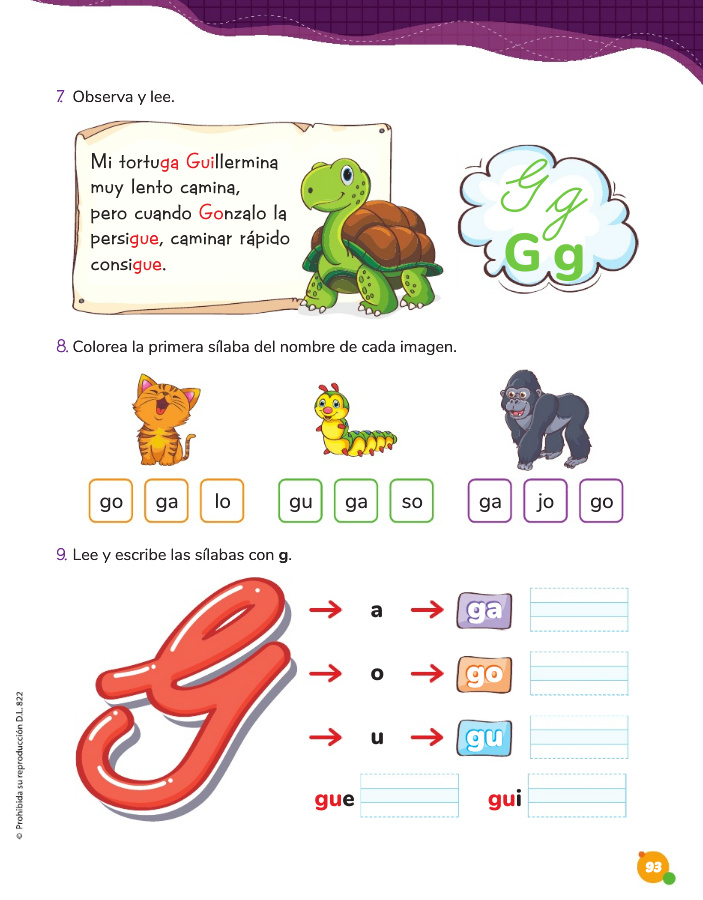 7. Observa y lee.
Mi tortuga Guillermina
muy lento camina,
pero cuando Gonzalo la
persigue, caminar rápido
consigue.
G g
G g
8. Colorea la primera sílaba del nombre de cada imagen.
go ga lo gu ga so ga jo go
9. Lee y escribe las sílabas con g.
G
a ga
o go
u gu
gue gui
© Prohibida su reproducción D.L. 822
93